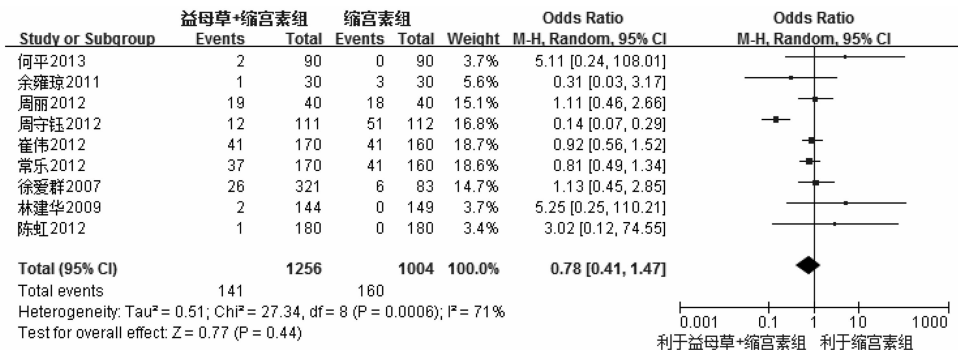 益母草+缩宫素组 缩宫素组 Odds Ratio Odds Ratio
Study or Subgroup Events Total Events Total Weight M-H, Random, 95% CI M-H, Random, 95% CI
何平2013 2 90 0 90 3.7% 5.11 [0.24, 108.01]
余雍琼2011 1 30 3 30 5.6% 0.31 [0.03, 3.17]
周丽2012 19 40 18 40 15.1% 1.11 [0.46, 2.66]
周守钰2012 12 111 51 112 16.8% 0.14 [0.07, 0.29]
崔伟2012 41 170 41 160 18.7% 0.92 [0.56, 1.52]
常乐2012 37 170 41 160 18.6% 0.81 [0.49, 1.34]
徐爱群2007 26 321 6 83 14.7% 1.13 [0.45, 2.85]
林建华2009 2 144 0 149 3.7% 5.25 [0.25, 110.21]
陈虹2012 1 180 0 180 3.4% 3.02 [0.12, 74.55]
Total (95% CI) 1256 1004 100.0% 0.78 [0.41, 1.47]
Total events 141 160
Heterogeneity: Tau² = 0.51; Chi² = 27.34, df = 8 (P = 0.0006); I² = 71%
Test for overall effect: Z = 0.77 (P = 0.44)
0.001 0.1 1 10 1000
利于益母草+缩宫素组 利于缩宫素组